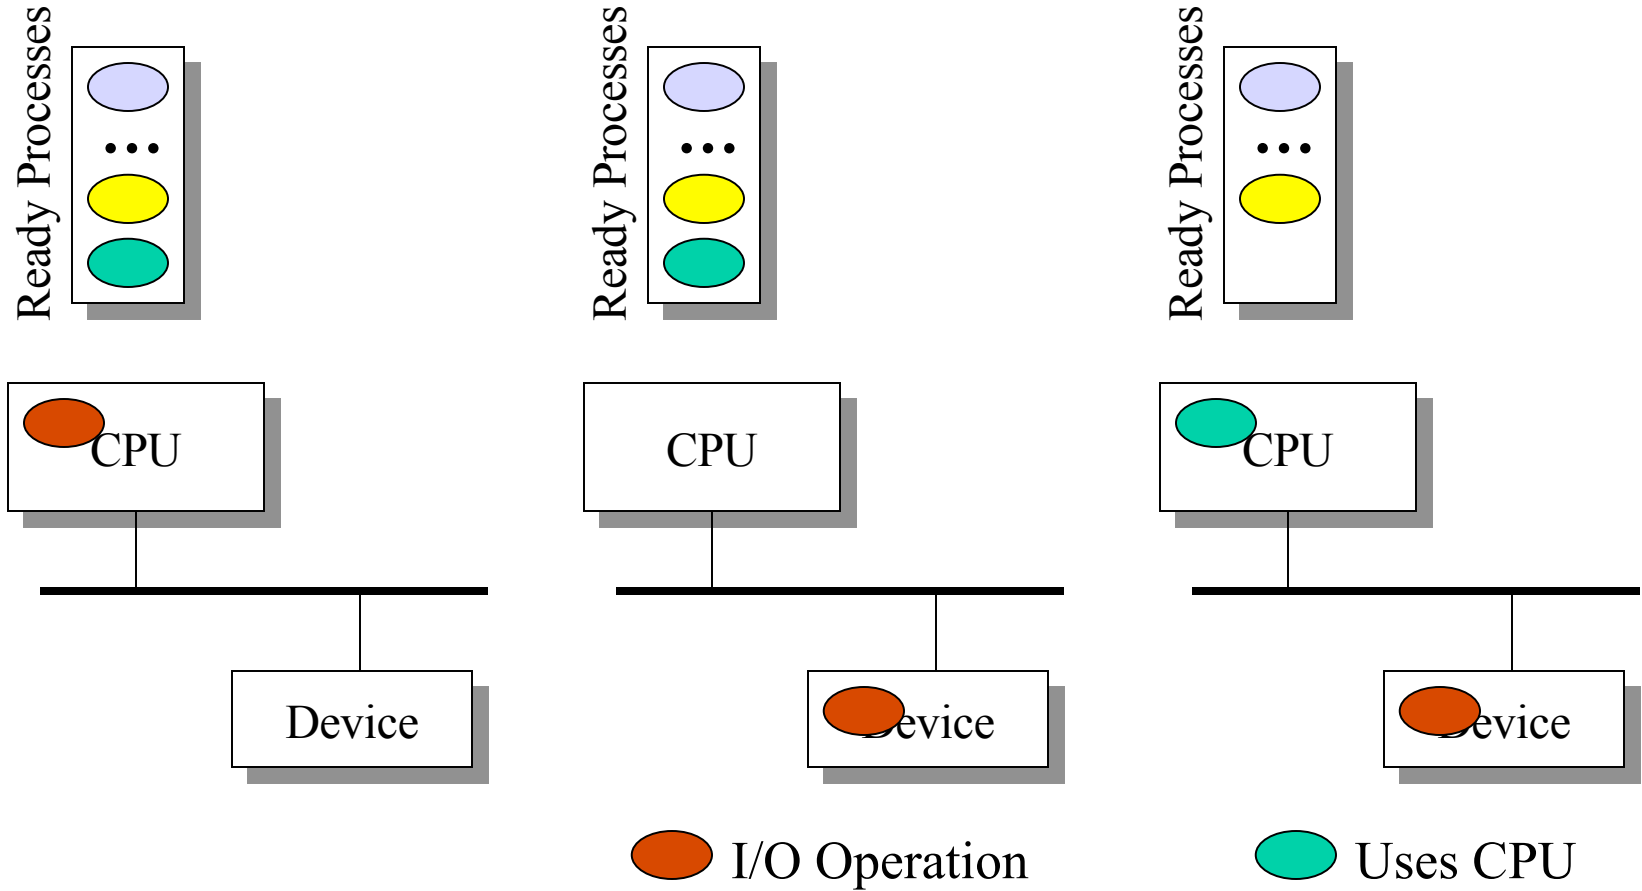 Ready Processes
Ready Processes
Ready Processes
CPU
CPU
CPU
Device
Device
Device
I/O Operation
Uses CPU